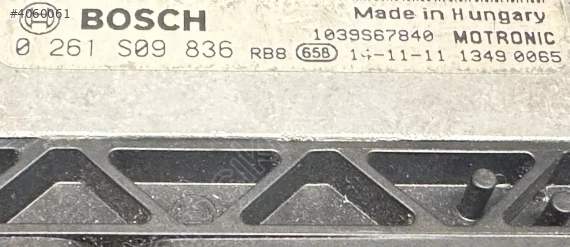 #4060061
BOSCH
Made in Hungary
1039S67840 MOTRONIC
0 261 S09 836 RB8 658 14-11-11 1349 0065